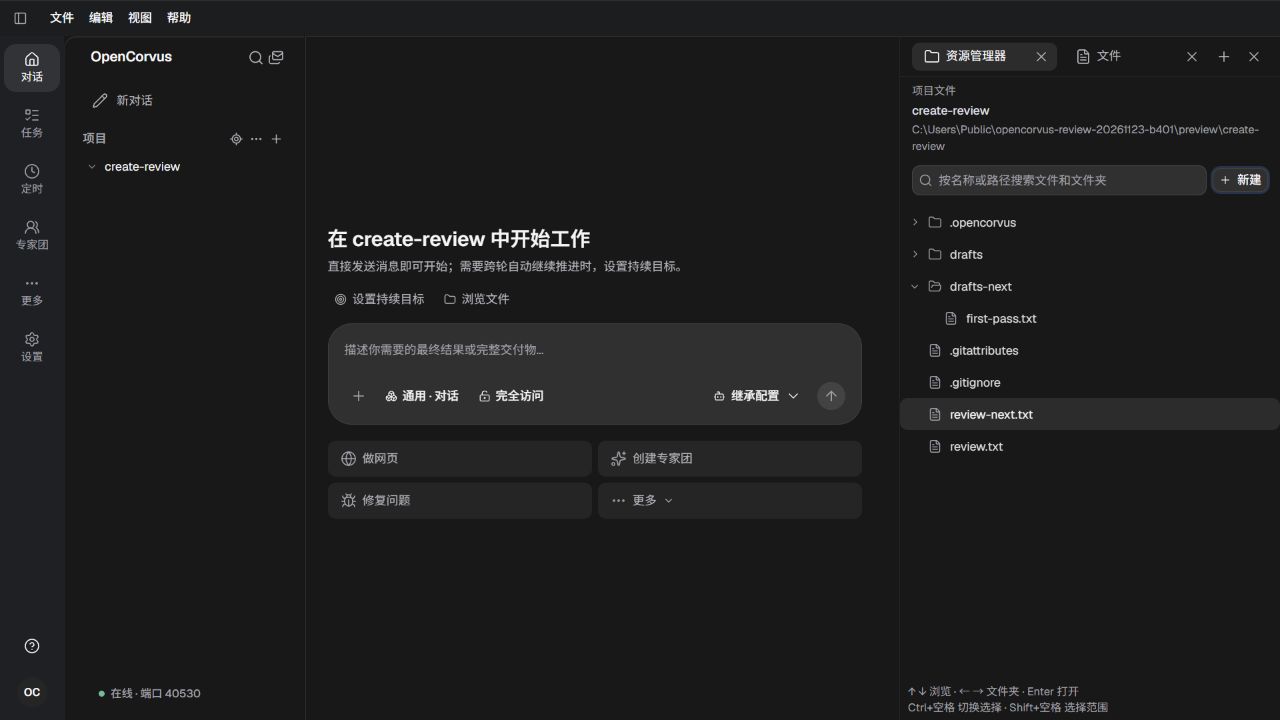 文件 编辑 视图 帮助
对话
任务
定时
专家团
更多
设置
OC
OpenCorvus
新对话
项目
create-review
在线 · 端口 40530
在 create-review 中开始工作
直接发送消息即可开始；需要跨轮自动继续推进时，设置持续目标。
设置持续目标 浏览文件
描述你需要的最终结果或完整交付物...
通用 · 对话 完全访问 继承配置
做网页 创建专家团
修复问题 更多
资源管理器 文件
项目文件
create-review
C:\Users\Public\opencorvus-review-20261123-b401\preview\create-
review
按名称或路径搜索文件和文件夹 新建
.opencorvus
drafts
drafts-next
first-pass.txt
.gitattributes
.gitignore
review-next.txt
review.txt
↑↓ 浏览 · ←→ 文件夹 · Enter 打开
Ctrl+空格 切换选择 · Shift+空格 选择范围